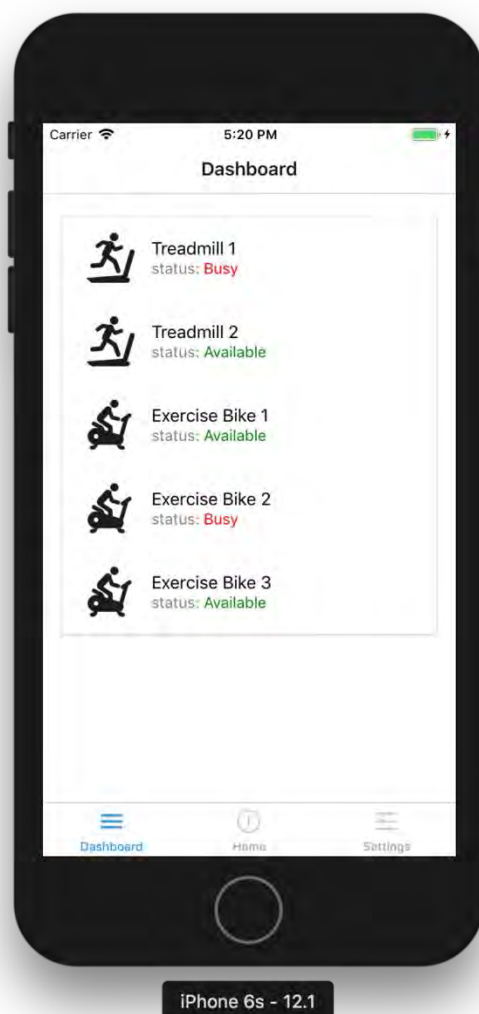 Carrier
5:20 PM
Dashboard
Treadmill 1
status: Busy
Treadmill 2
status: Available
Exercise Bike 1
status: Available
Exercise Bike 2
status: Busy
Exercise Bike 3
status: Available
Dashboard
Home
Settings
iPhone 6s - 12.1